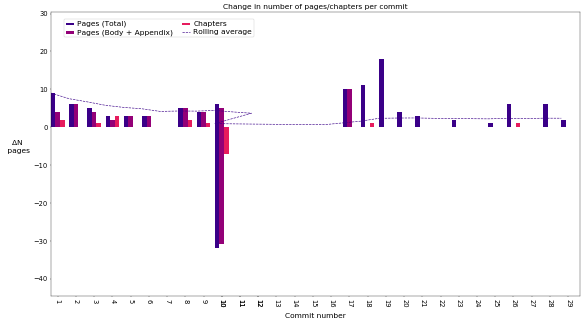 Change in number of pages/chapters per commit
Pages (Total)
Pages (Body + Appendix)
Chapters
Rolling average
30
20
10
0
−10
−20
−30
−40
ΔN
pages
1 2 3 4 5 6 7 8 9 10 11 12 13 14 15 16 17 18 19 20 21 22 23 24 25 26 27 28 29
Commit number